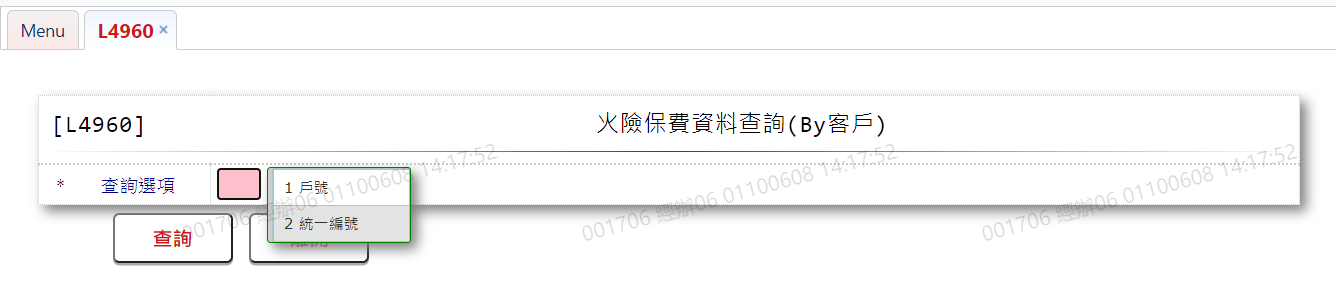 Menu L4960 ×
[L4960] 火險保費資料查詢(By客戶)
* 查詢選項
1 戶號
2 統一編號
查詢
001706 經辦06 01100608 14:17:52
001706 經辦06 01100608 14:17:52
001706 經辦06 01100608 14:17:52